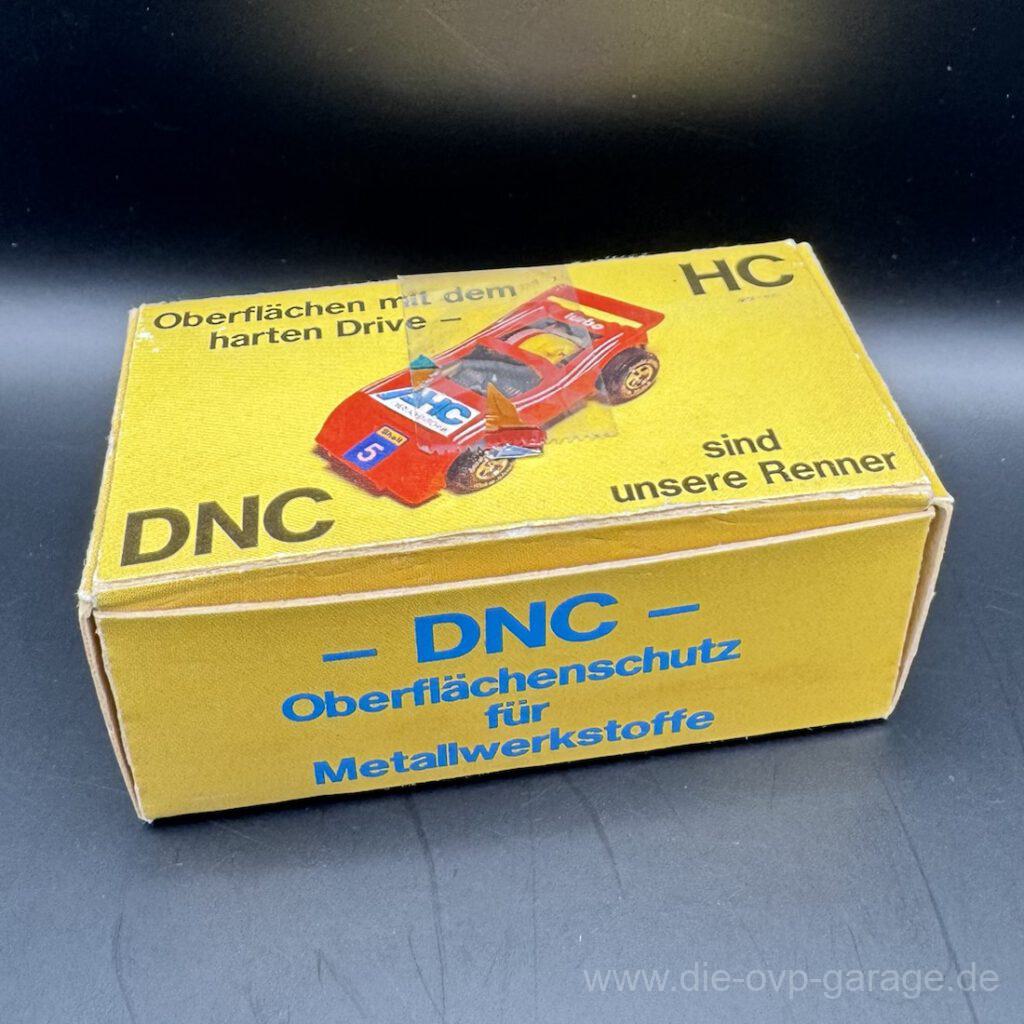 Oberflächen mit dem
harten Drive –
HC
turbo
AHC
Shell
5
DNC
sind
unsere Renner
– DNC –
Oberflächenschutz
für
Metallwerkstoffe
www.die-ovp-garage.de